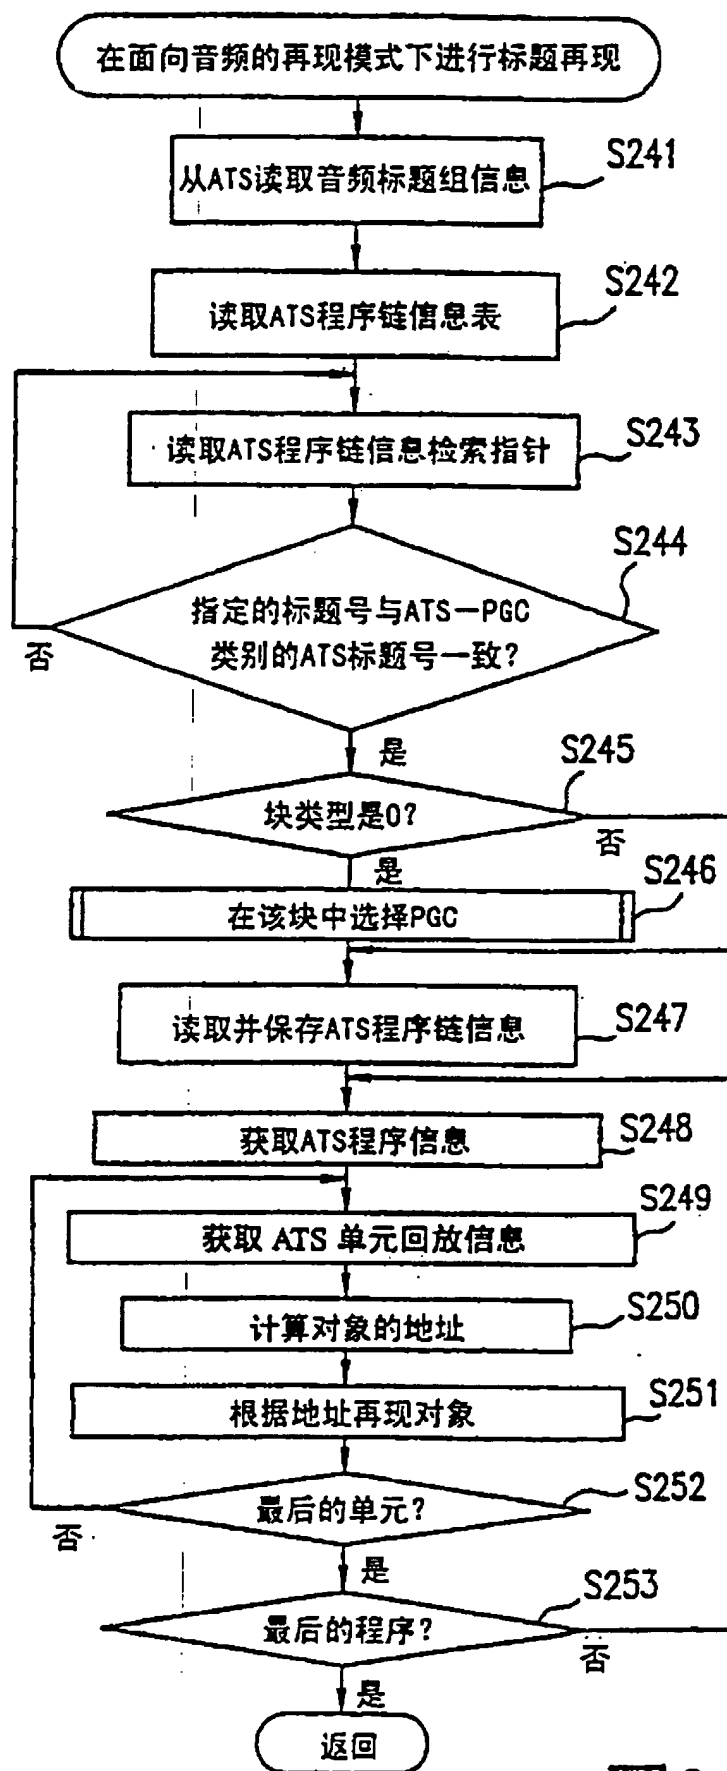 在面向音频的再现模式下进行标题再现
从ATS读取音频标题组信息
S241
读取ATS程序链信息表
S242
读取ATS程序链信息检索指针
S243
指定的标题号与ATS－PGC
类别的ATS标题号一致?
S244
否
是
块类型是0?
S245
否
是
在该块中选择PGC
S246
读取并保存ATS程序链信息
S247
获取ATS程序信息
S248
获取 ATS 单元回放信息
S249
计算对象的地址
S250
根据地址再现对象
S251
最后的单元?
S252
否
是
最后的程序?
S253
否
是
返回